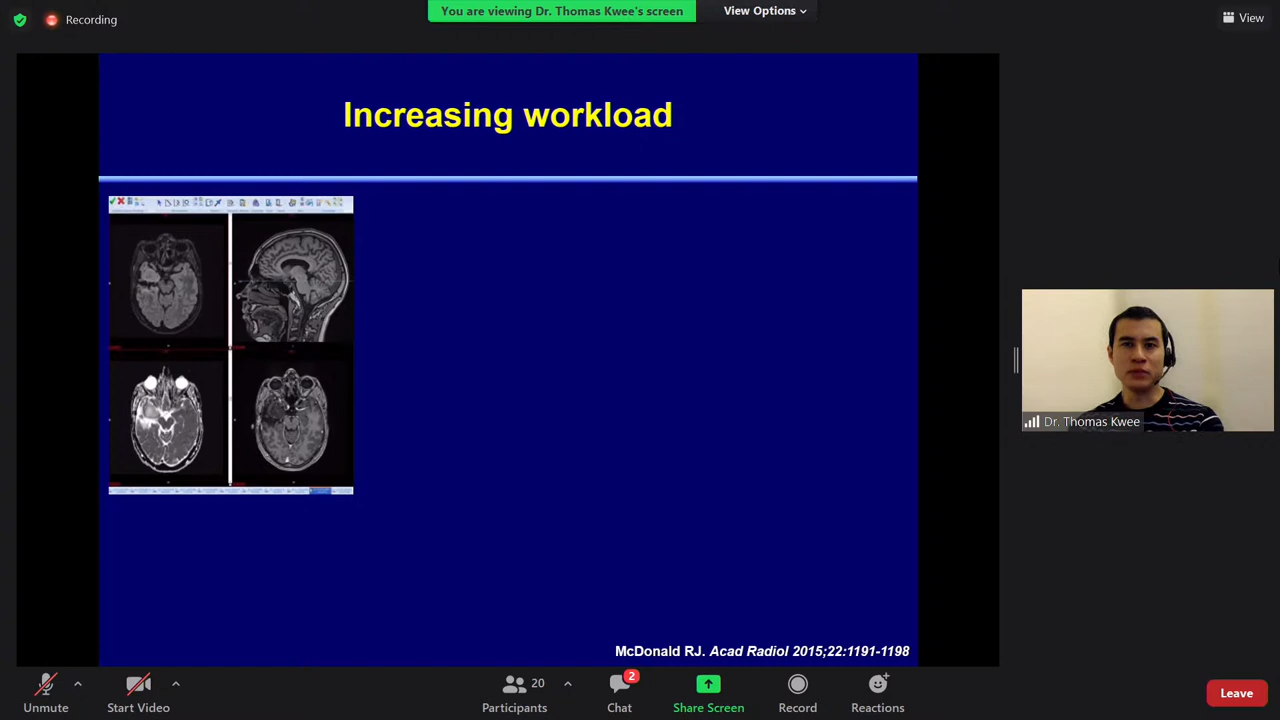 Recording
You are viewing Dr. Thomas Kwee's screen
View Options
View
Increasing workload
McDonald RJ. Acad Radiol 2015;22:1191-1198
Dr. Thomas Kwee
Unmute
Start Video
20
Participants
2
Chat
Share Screen
Record
Reactions
Leave